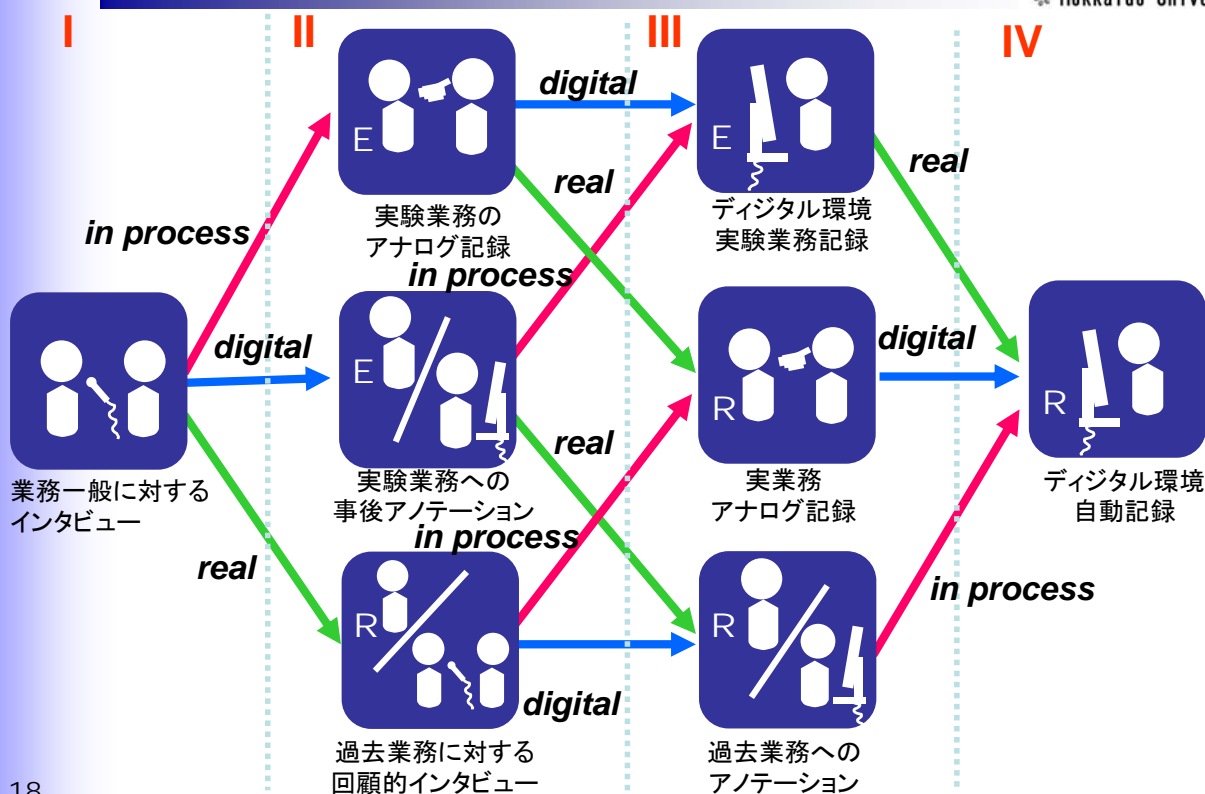 I
II
III
IV
E
digital
E
real
real
実験業務の
アナログ記録
ディジタル環境
実験業務記録
in process
in process
digital
E
R
digital
R
real
業務一般に対する
インタビュー
実験業務への
事後アノテーション
実業務
アナログ記録
ディジタル環境
自動記録
in process
real
R
R
in process
digital
過去業務に対する
回顧的インタビュー
過去業務への
アノテーション
18